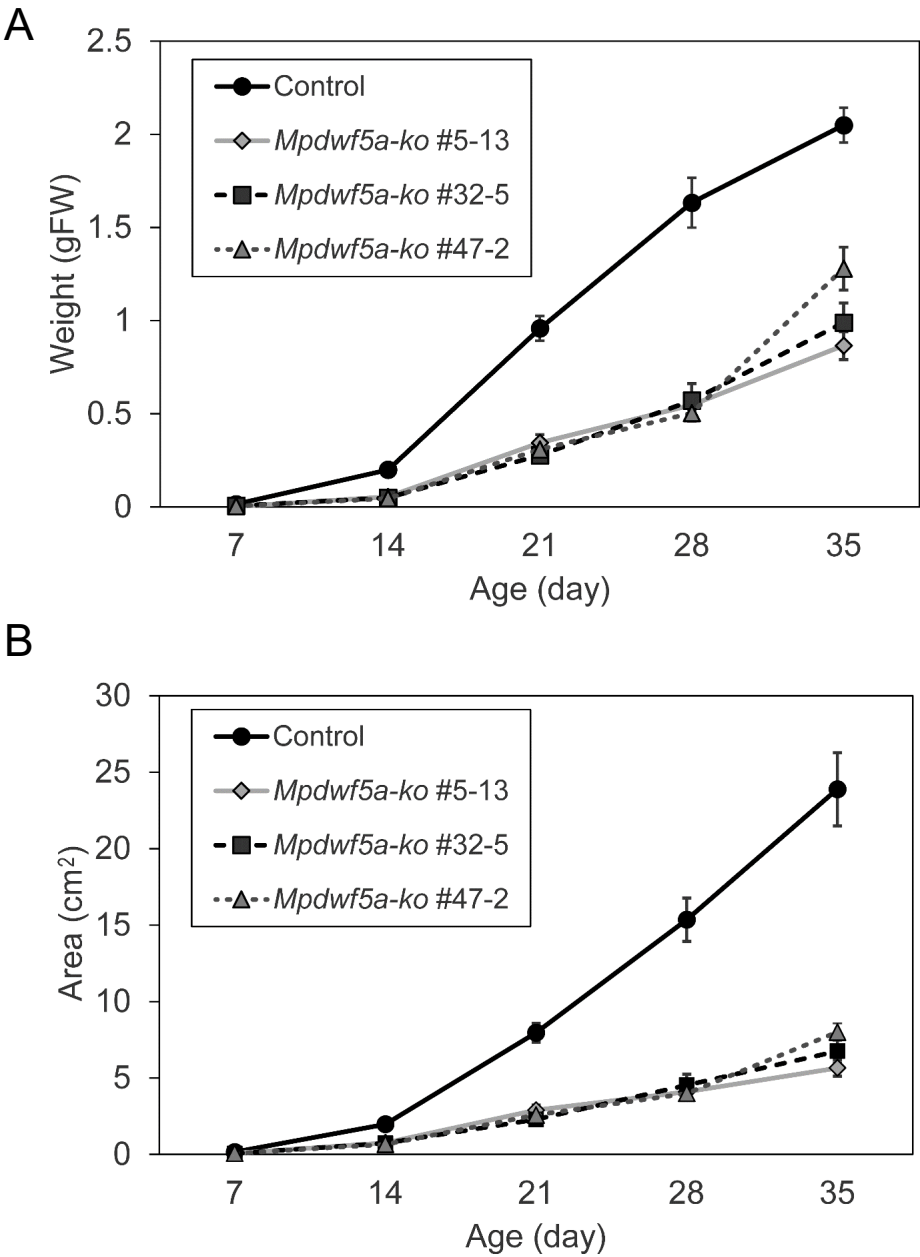 A
2.5
2
1.5
1
0.5
0
Weight (gFW)
Control
Mpdwf5a-ko #5-13
Mpdwf5a-ko #32-5
Mpdwf5a-ko #47-2
7 14 21 28 35
Age (day)
B
30
25
20
15
10
5
0
Area (cm²)
Control
Mpdwf5a-ko #5-13
Mpdwf5a-ko #32-5
Mpdwf5a-ko #47-2
7 14 21 28 35
Age (day)